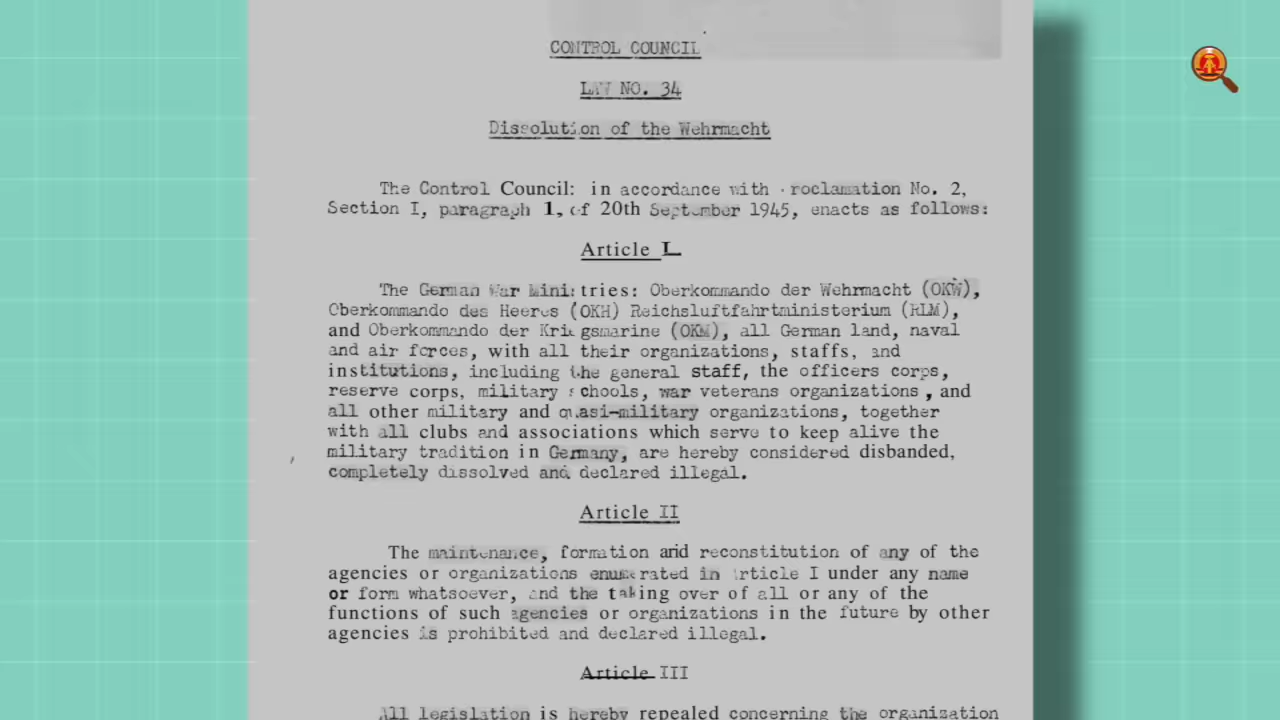 CONTROL COUNCIL
LAW NO. 34
Dissolution of the Wehrmacht
The Control Council: in accordance with roclamation No. 2,
Section I, paragraph 1, of 20th September 1945, enacts as follows:
Article I.
The German War Ministries: Oberkommando der Wehrmacht (OKW),
Oberkommando des Heeres (OKH) Reichsluftfahrtministerium (RLM),
and Oberkommando der Kriegsmarine (OKM), all German land, naval
and air forces, with all their organizations, staffs, and
institutions, including the general staff, the officers corps,
reserve corps, military schools, war veterans organizations, and
all other military and quasi-military organizations, together
with all clubs and associations which serve to keep alive the
military tradition in Germany, are hereby considered disbanded,
completely dissolved and declared illegal.
Article II
The maintenance, formation and reconstitution of any of the
agencies or organizations enumerated in Article I under any name
or form whatsoever, and the taking over of all or any of the
functions of such agencies or organizations in the future by other
agencies is prohibited and declared illegal.
Article III
All legislation is hereby repealed concerning the organization